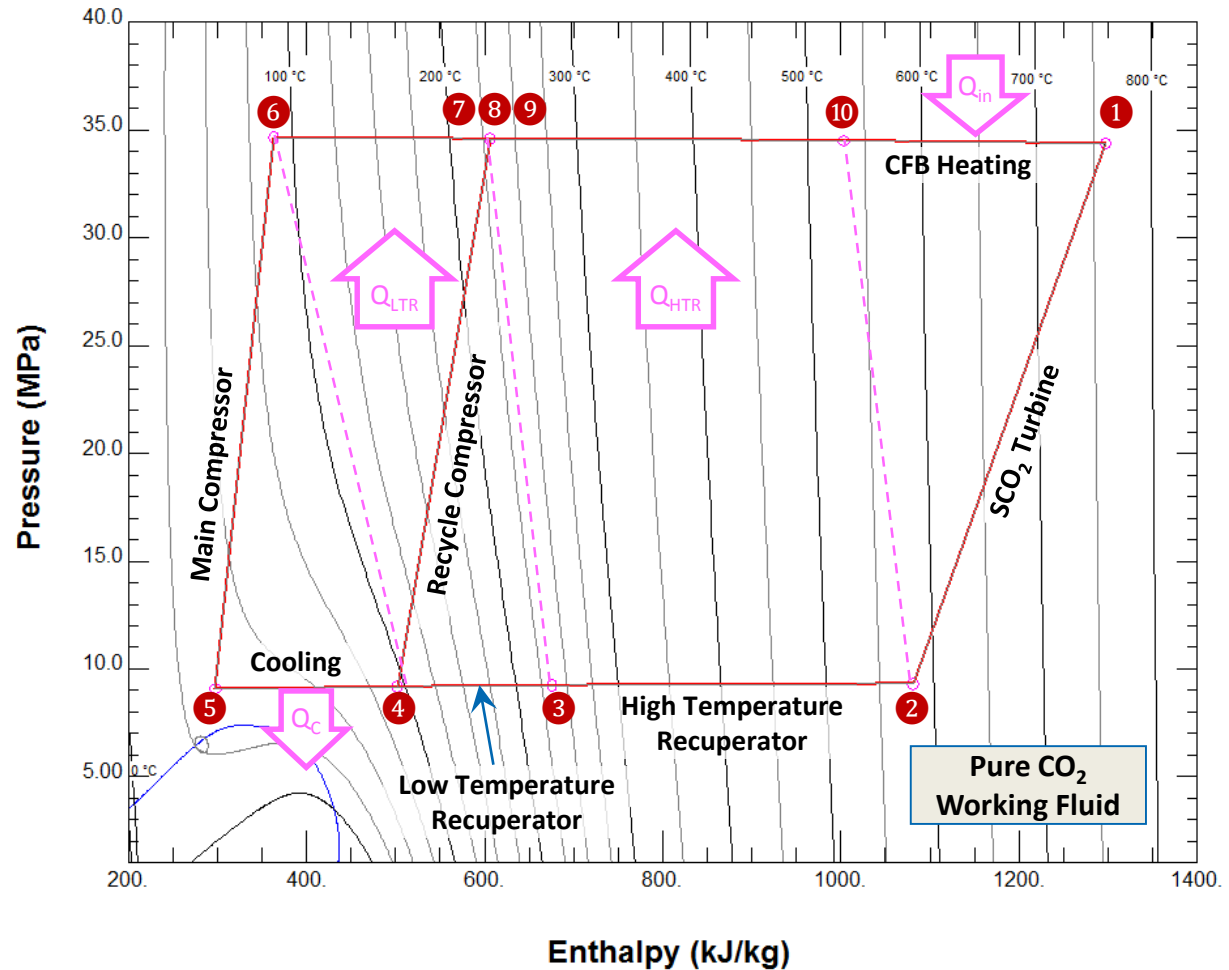 40.0
100 °C
200 °C
300 °C
400 °C
500 °C
600 °C
700 °C
800 °C
Qin
6
7
8
9
10
1
35.0
CFB Heating
30.0
QLTR
QHTR
25.0
Pressure (MPa)
Main Compressor
Recycle Compressor
SCO2 Turbine
20.0
15.0
10.0
Cooling
5
QC
4
3
2
High Temperature
Recuperator
Low Temperature
Recuperator
5.00
0 °C
Pure CO2
Working Fluid
200.
400.
600.
800.
1000.
1200.
1400.
Enthalpy (kJ/kg)